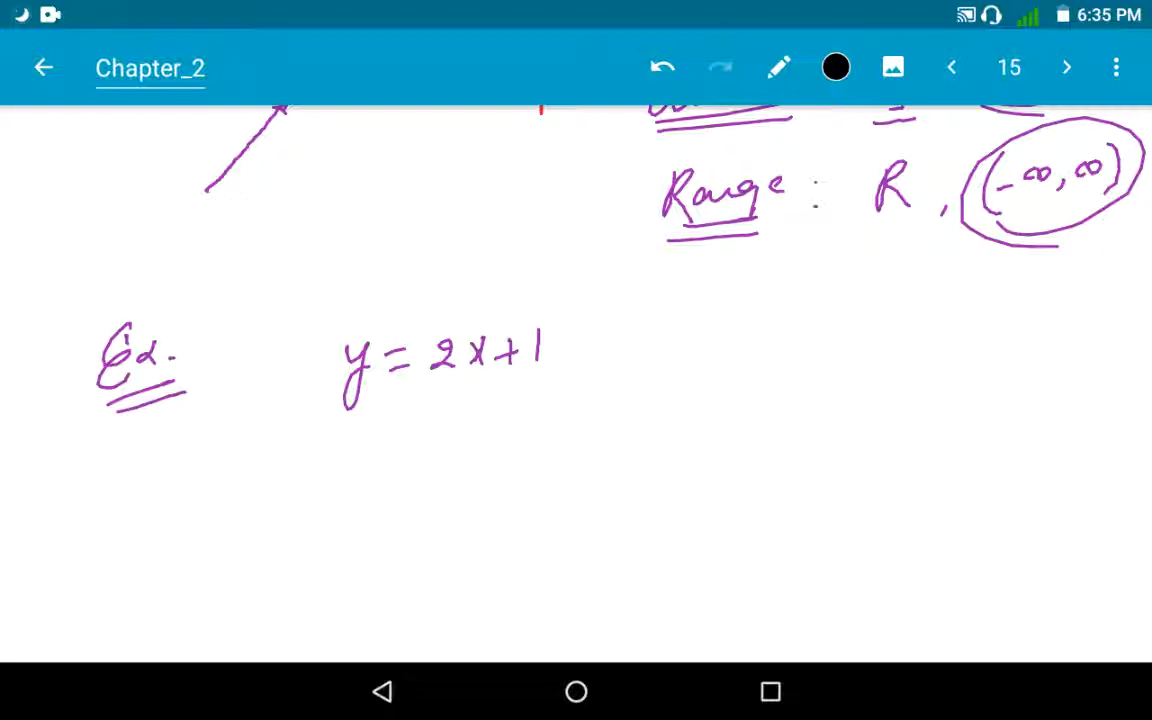 6:35 PM
Chapter_2
15
Range : R , (-∞, ∞)
Ex. y = 2x+1